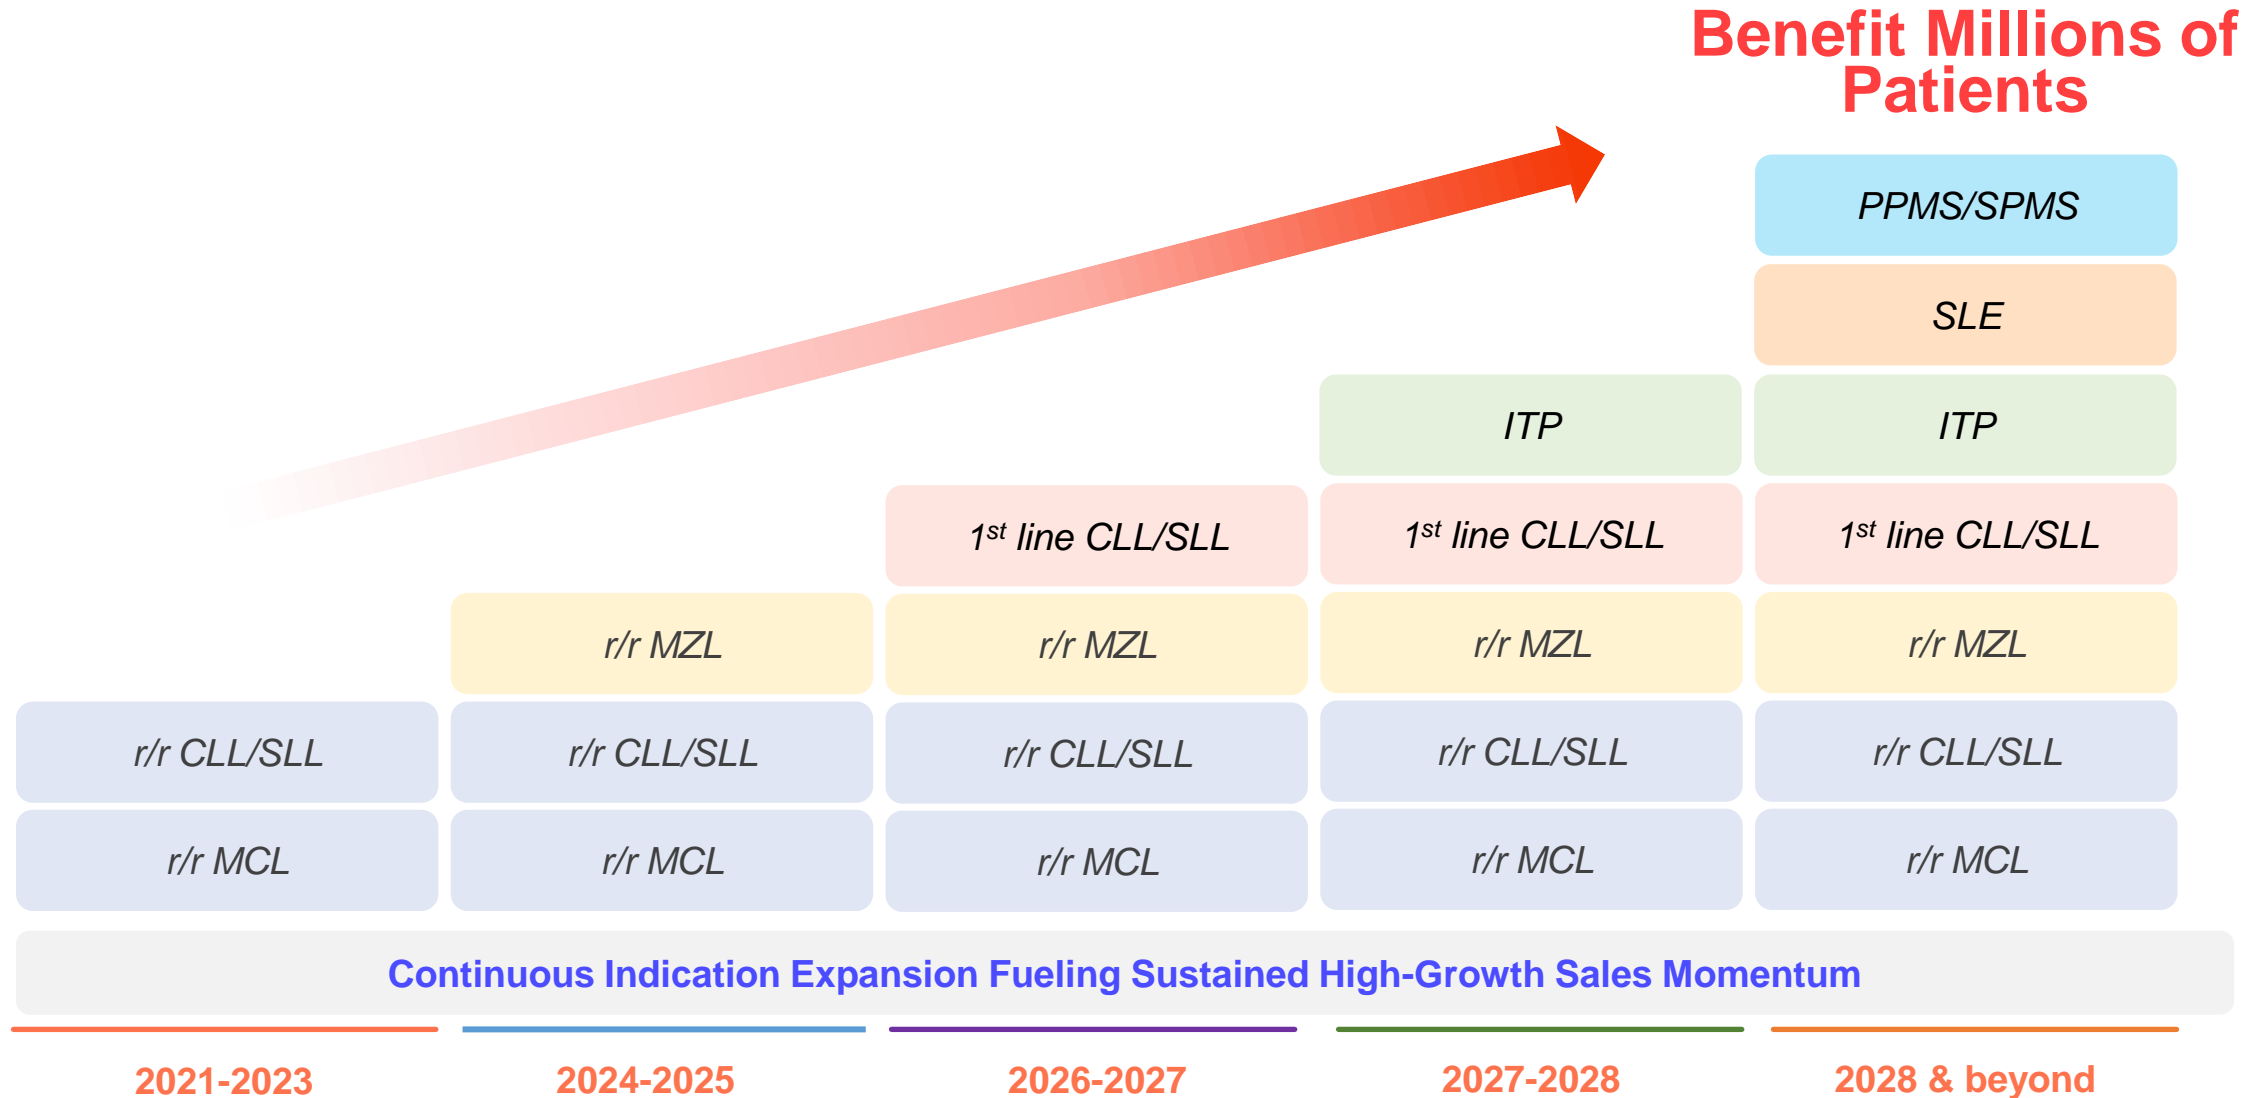 Benefit Millions of
Patients
PPMS/SPMS
SLE
ITP
ITP
1st line CLL/SLL
1st line CLL/SLL
1st line CLL/SLL
r/r MZL
r/r MZL
r/r MZL
r/r MZL
r/r CLL/SLL
r/r CLL/SLL
r/r CLL/SLL
r/r CLL/SLL
r/r CLL/SLL
r/r MCL
r/r MCL
r/r MCL
r/r MCL
r/r MCL
Continuous Indication Expansion Fueling Sustained High-Growth Sales Momentum
2021-2023
2024-2025
2026-2027
2027-2028
2028 & beyond